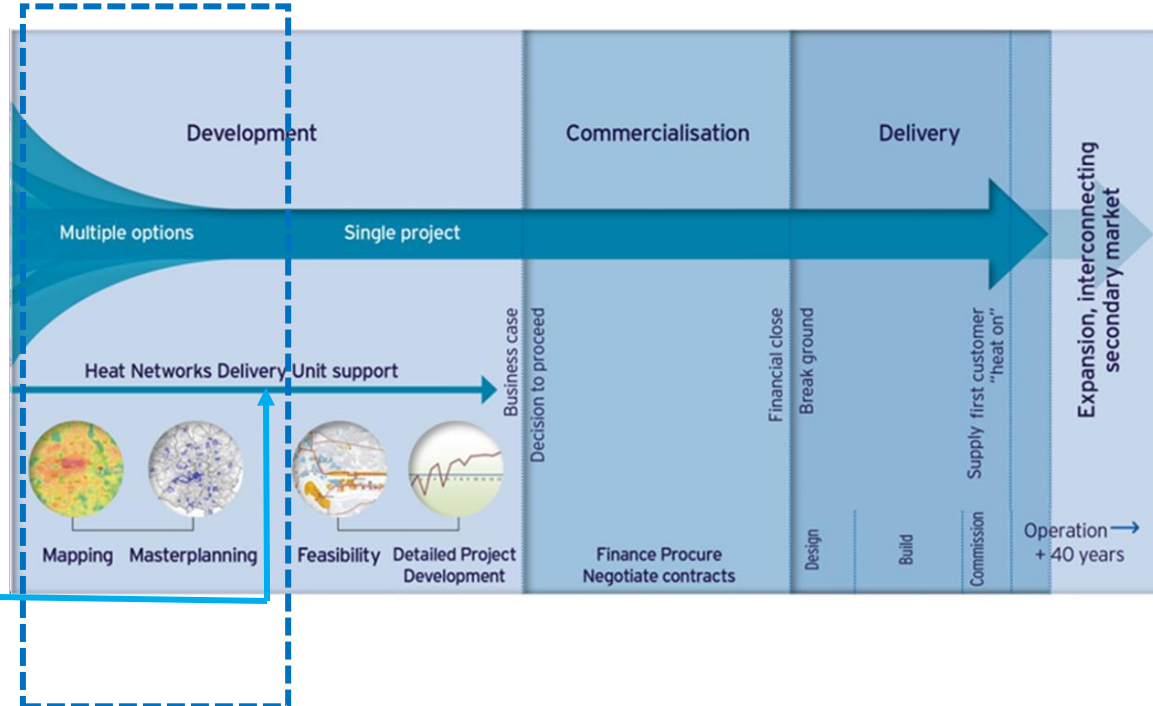 Development
Commercialisation
Delivery
Multiple options
Single project
Expansion, interconnecting
secondary market
Heat Networks Delivery Unit support
Business case
Decision to proceed
Financial close
Break ground
Supply first customer
“heat on”
Mapping
Masterplanning
Feasibility
Detailed Project
Development
Finance Procure
Negotiate contracts
Design
Build
Commission
Operation
+ 40 years